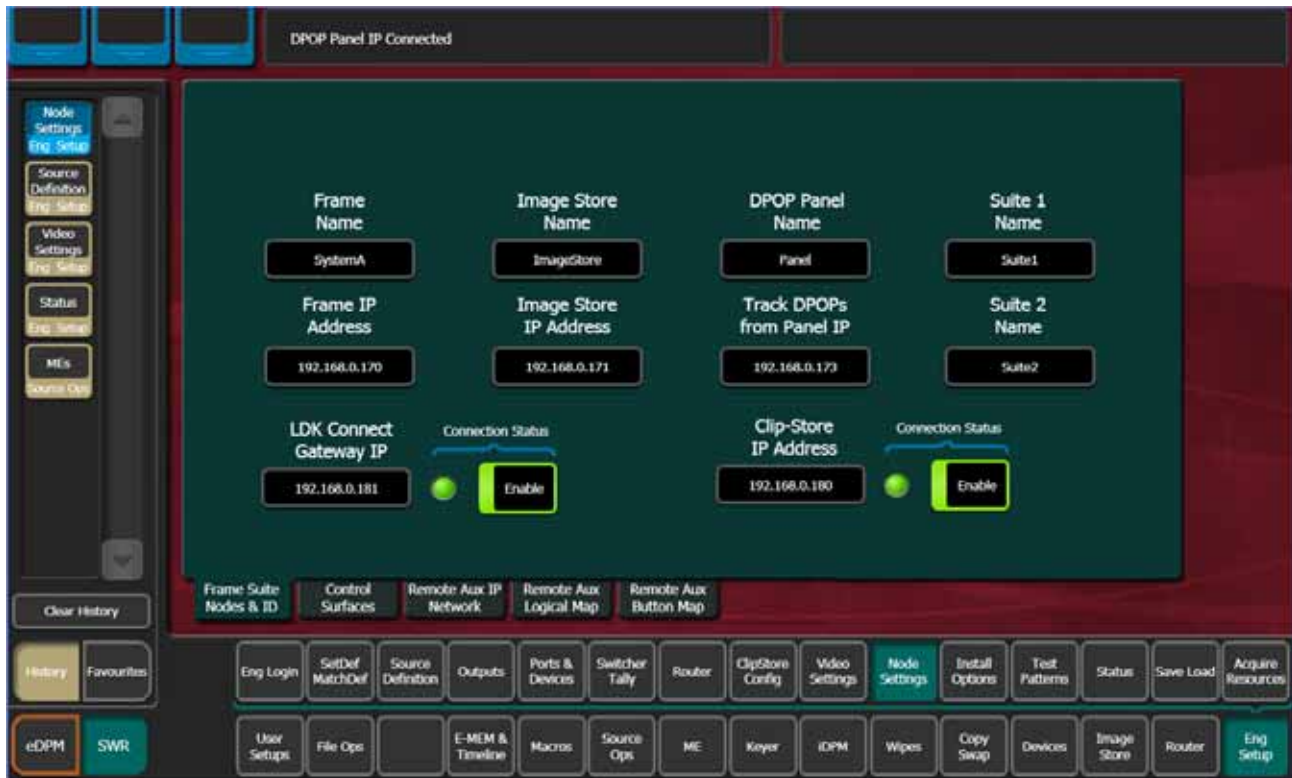 DPOP Panel IP Connected
Node
Settings
Eng Setup
Source
Definition
Eng Setup
Video
Settings
Eng Setup
Status
Eng Setup
MEs
Source Ops
Clear History
History
Favourites
eDPM
SWR
Frame
Name
SystemA
Image Store
Name
ImageStore
DPOP Panel
Name
Panel
Suite 1
Name
Suite1
Frame IP
Address
192.168.0.170
Image Store
IP Address
192.168.0.171
Track DPOPs
from Panel IP
192.168.0.173
Suite 2
Name
Suite2
LDK Connect
Gateway IP
192.168.0.181
Connection Status
Enable
Clip-Store
IP Address
192.168.0.180
Connection Status
Enable
Frame Suite
Nodes & ID
Control
Surfaces
Remote Aux IP
Network
Remote Aux
Logical Map
Remote Aux
Button Map
Eng Login
SetDef
MatchDef
Source
Definition
Outputs
Ports &
Devices
Switcher
Tally
Router
ClipStore
Config
Video
Settings
Node
Settings
Install
Options
Test
Patterns
Status
Save Load
Acquire
Resources
User
Setups
File Ops
E-MEM &
Timeline
Macros
Source
Ops
ME
Keyer
iDPM
Wipes
Copy
Swap
Devices
Image
Store
Router
Eng
Setup